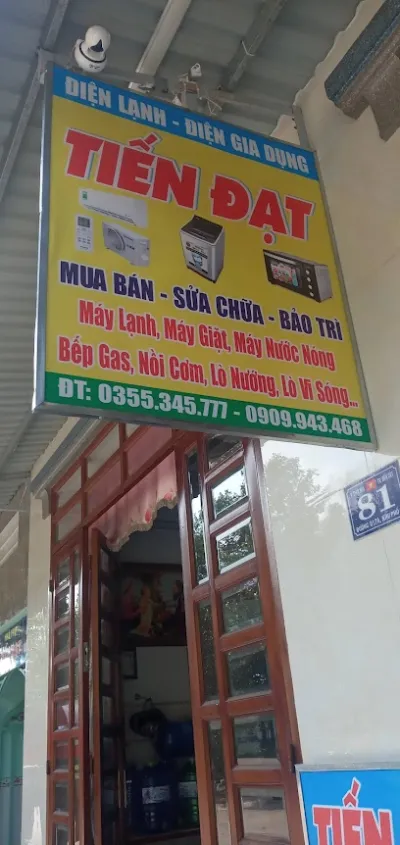 ĐIỆN LẠNH - ĐIỆN GIA DỤNG
TIẾN ĐẠT
MUA BÁN - SỬA CHỮA - BẢO TRÌ
Máy Lạnh, Máy Giặt, Máy Nước Nóng
Bếp Gas, Nồi Cơm, Lò Nướng, Lò Vi Sóng...
ĐT: 0355.345.777 - 0909.943.468
81
TIẾN